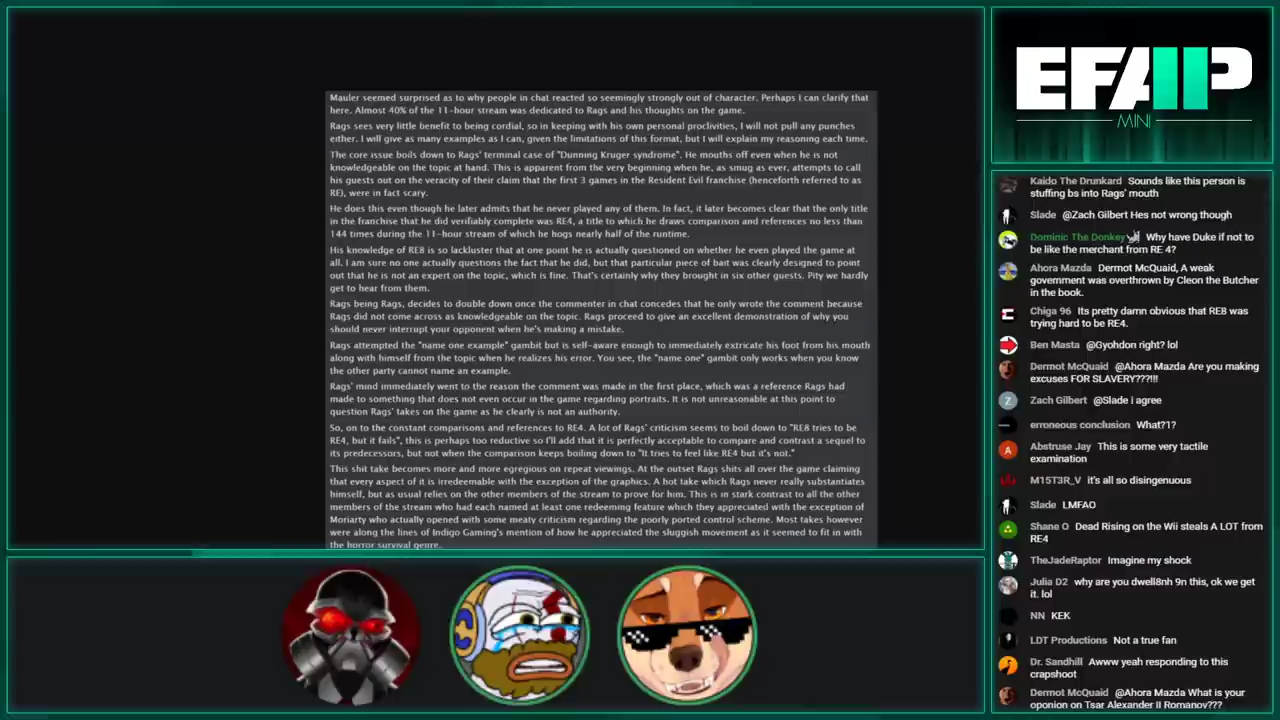 Mauler seemed surprised as to why people in chat reacted so seemingly strongly out of character. Perhaps I can clarify that
here. Almost 40% of the 11-hour stream was dedicated to Rags and his thoughts on the game.
Rags sees very little benefit to being cordial, so in keeping with his own personal proclivities, I will not pull any punches
either. I will give as many examples as I can, given the limitations of this format, but I will explain my reasoning each time.
The core issue boils down to Rags' terminal case of "Dunning Kruger syndrome". He mouths off even when he is not
knowledgeable on the topic at hand. This is apparent from the very beginning when he, as smug as ever, attempts to call
his guests out on the veracity of their claim that the first 3 games in the Resident Evil franchise (henceforth referred to as
RE), were in fact scary.
He does this even though he later admits that he never played any of them. In fact, it later becomes clear that the only title
in the franchise that he did verifiably complete was RE4, a title to which he draws comparison and references no less than
144 times during the 11-hour stream of which he hogs nearly half of the runtime.
His knowledge of RE8 is so lackluster that at one point he is actually questioned on whether he even played the game at
all. I am sure no one actually questions the fact that he did, but that particular piece of bait was clearly designed to point
out that he is not an expert on the topic, which is fine. That's certainly why they brought in six other guests. Pity we hardly
get to hear from them.
Rags being Rags, decides to double down once the commenter in chat concedes that he only wrote the comment because
Rags did not come across as knowledgeable on the topic. Rags proceed to give an excellent demonstration of why you
should never interrupt your opponent when he's making a mistake.
Rags attempted the "name one example" gambit but is self-aware enough to immediately extricate his foot from his mouth
along with himself from the topic when he realizes his error. You see, the "name one" gambit only works when you know
the other party cannot name an example.
Rags' mind immediately went to the reason the comment was made in the first place, which was a reference Rags had
made to something that does not even occur in the game regarding portraits. It is not unreasonable at this point to
question Rags' takes on the game as he clearly is not an authority.
So, on to the constant comparisons and references to RE4. A lot of Rags' criticism seems to boil down to "RE8 tries to be
RE4, but it fails", this is perhaps too reductive so I'll add that it is perfectly acceptable to compare and contrast a sequel to
its predecessors, but not when the comparison keeps boiling down to "It tries to feel like RE4 but it's not."
This shit take becomes more and more egregious on repeat viewings. At the outset Rags shits all over the game claiming
that every aspect of it is irredeemable with the exception of the graphics. A hot take which Rags never really substantiates
himself, but as usual relies on the other members of the stream to prove for him. This is in stark contrast to all the other
members of the stream who had each named at least one redeeming feature which they appreciated with the exception of
Moriarty who actually opened with some meaty criticism regarding the poorly ported control scheme. Most takes however
were along the lines of Indigo Gaming's mention of how he appreciated the sluggish movement as it seemed to fit in with
the horror survival genre.
EFAP
MINI
Kaido The Drunkard Sounds like this person is
stuffing bs into Rags' mouth
Slade @Zach Gilbert Hes not wrong though
Dominic The Donkey Why have Duke if not to
be like the merchant from RE 4?
Ahora Mazda Dermot McQuaid, A weak
government was overthrown by Cleon the Butcher
in the book.
Chiga 96 Its pretty damn obvious that RE8 was
trying hard to be RE4.
Ben Masta @Gyohdon right? lol
Dermot McQuaid @Ahora Mazda Are you making
excuses FOR SLAVERY???!!!
Z
Zach Gilbert @Slade i agree
erroneous conclusion What?1?
A
Abstruse Jay This is some very tactile
examination
M15T3R_V it's all so disingenuous
Slade LMFAO
Shane O Dead Rising on the Wii steals A LOT from
RE4
TheJadeRaptor Imagine my shock
Julia D2 why are you dwell8nh 9n this, ok we get
it. lol
NN KEK
LDT Productions Not a true fan
Dr. Sandhill Awww yeah responding to this
crapshoot
Dermot McQuaid @Ahora Mazda What is your
oponion on Tsar Alexander II Romanov???